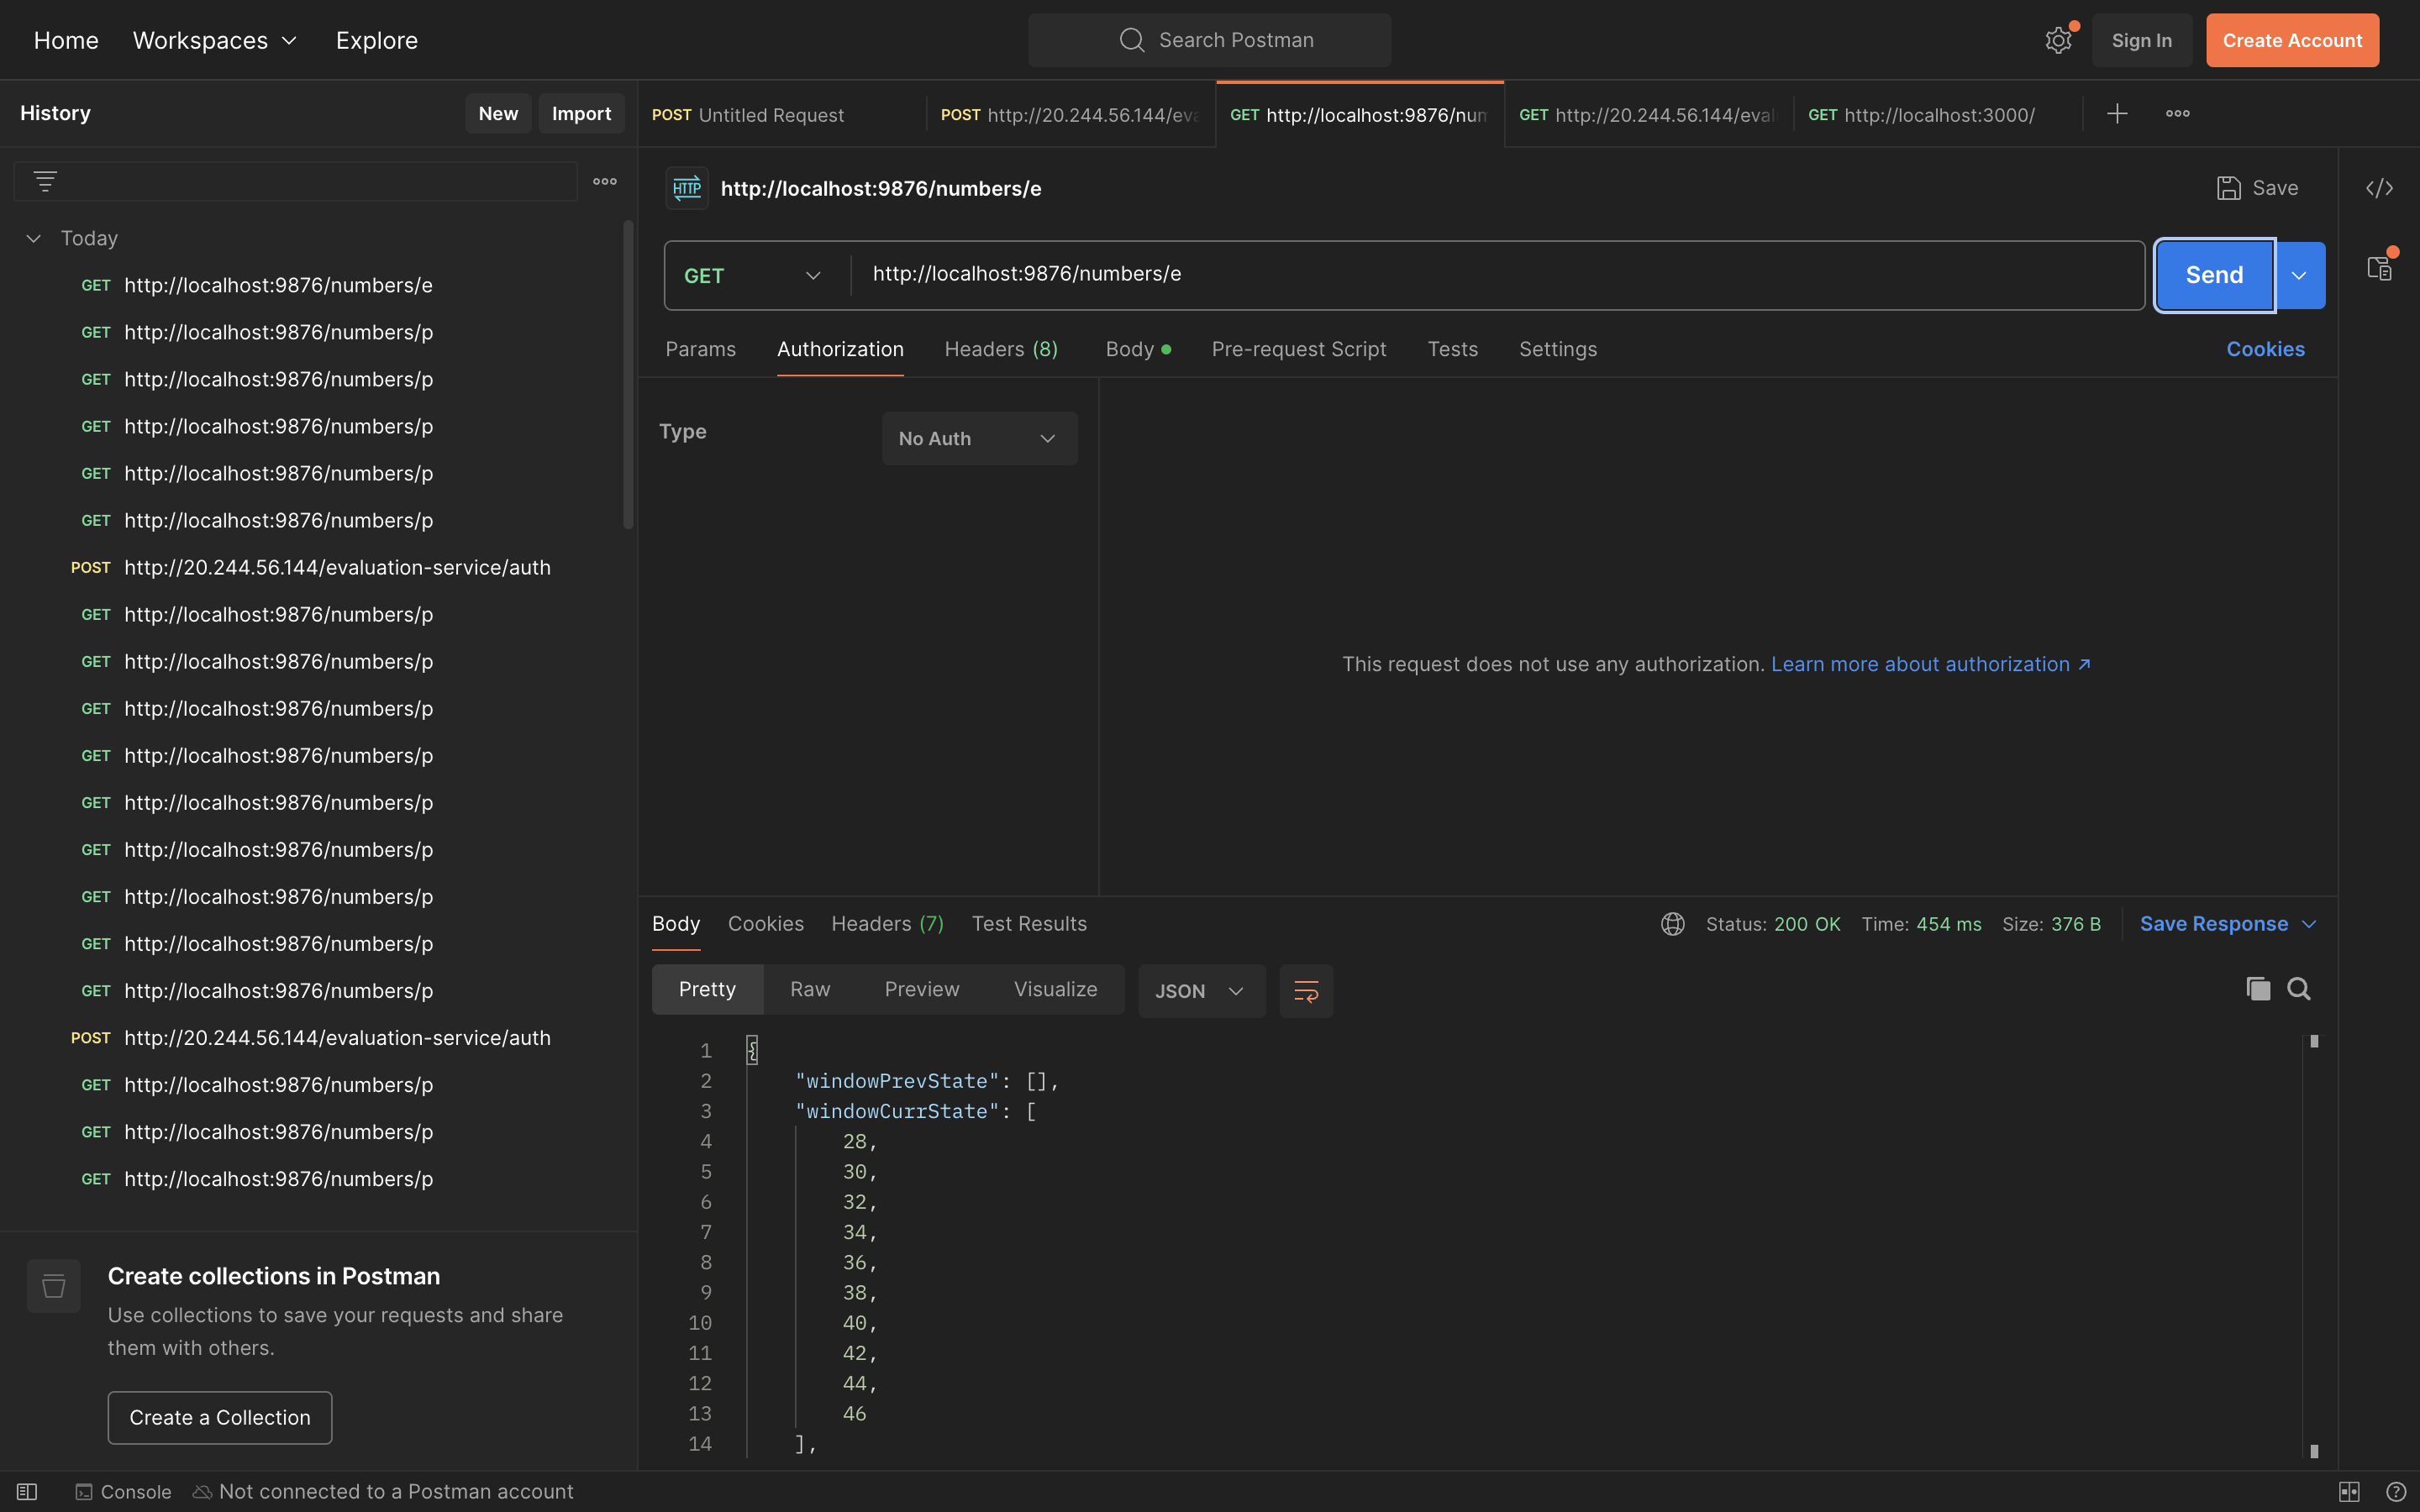 Home Workspaces Explore Search Postman Sign In Create Account
History New Import
POST Untitled Request POST http://20.244.56.144/eva GET http://localhost:9876/num GET http://20.244.56.144/eval GET http://localhost:3000/
HTTP http://localhost:9876/numbers/e Save
GET http://localhost:9876/numbers/e Send
Params Authorization Headers (8) Body Pre-request Script Tests Settings Cookies
Type No Auth
This request does not use any authorization. Learn more about authorization
Today
GET http://localhost:9876/numbers/e
GET http://localhost:9876/numbers/p
GET http://localhost:9876/numbers/p
GET http://localhost:9876/numbers/p
GET http://localhost:9876/numbers/p
GET http://localhost:9876/numbers/p
POST http://20.244.56.144/evaluation-service/auth
GET http://localhost:9876/numbers/p
GET http://localhost:9876/numbers/p
GET http://localhost:9876/numbers/p
GET http://localhost:9876/numbers/p
GET http://localhost:9876/numbers/p
GET http://localhost:9876/numbers/p
GET http://localhost:9876/numbers/p
GET http://localhost:9876/numbers/p
GET http://localhost:9876/numbers/p
POST http://20.244.56.144/evaluation-service/auth
GET http://localhost:9876/numbers/p
GET http://localhost:9876/numbers/p
GET http://localhost:9876/numbers/p
Create collections in Postman
Use collections to save your requests and share
them with others.
Create a Collection
Body Cookies Headers (7) Test Results Status: 200 OK Time: 454 ms Size: 376 B Save Response
Pretty Raw Preview Visualize JSON
1 {
2 "windowPrevState": [],
3 "windowCurrState": [
4 28,
5 30,
6 32,
7 34,
8 36,
9 38,
10 40,
11 42,
12 44,
13 46
14 ],
Console Not connected to a Postman account